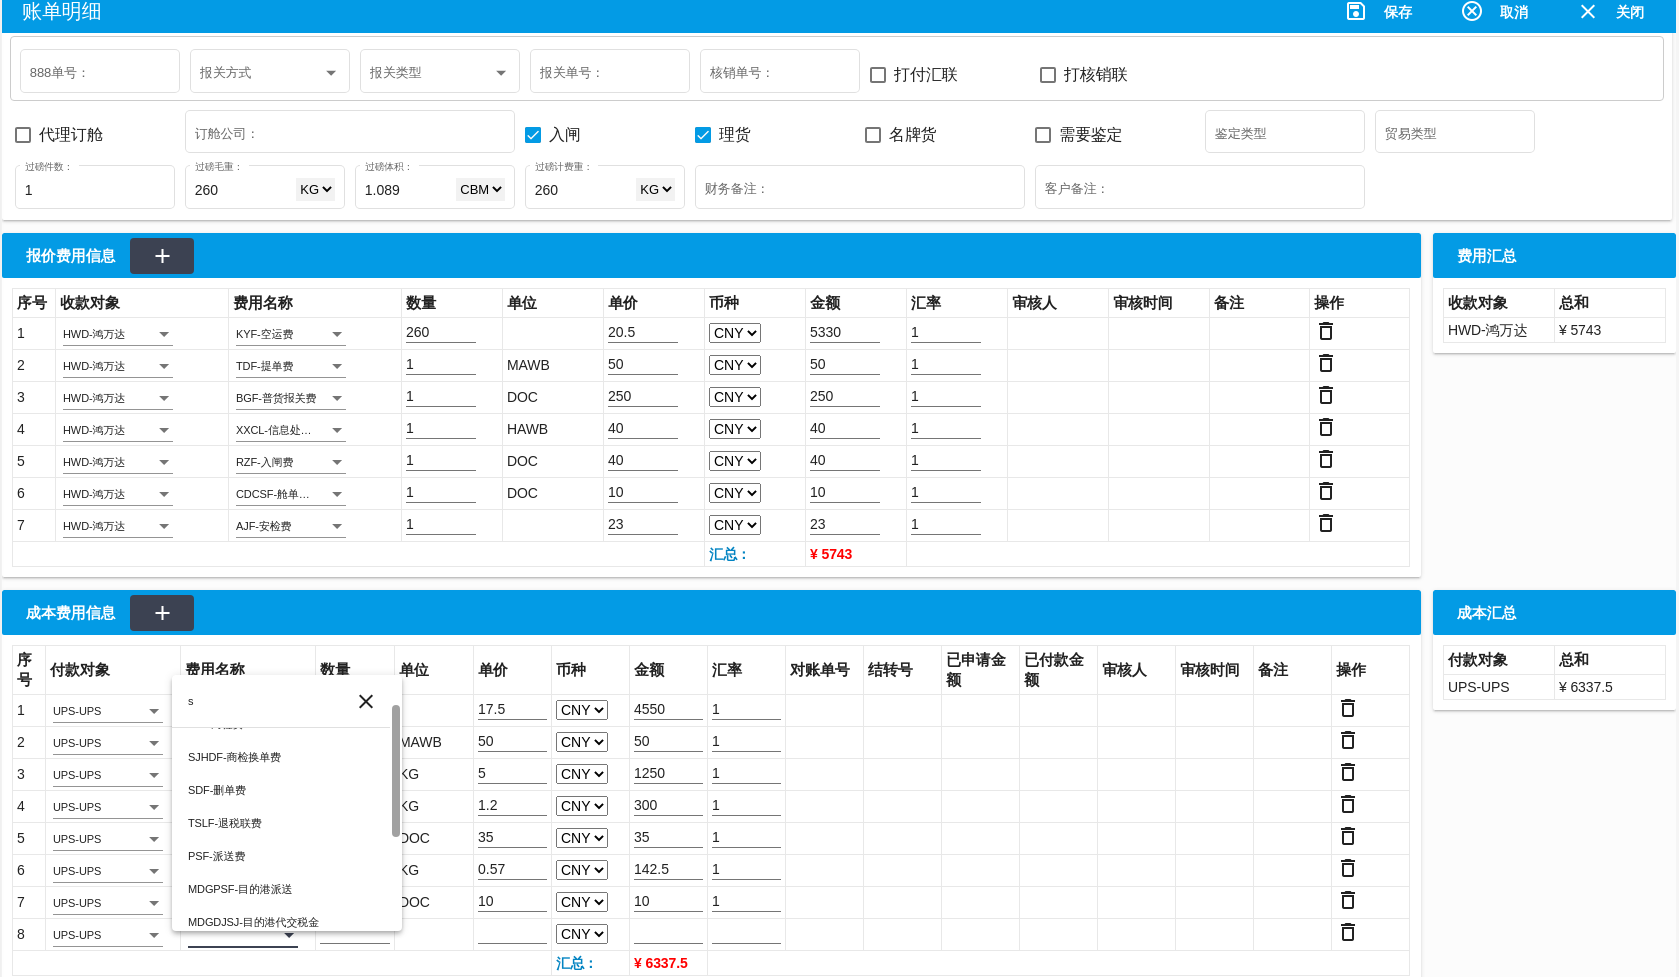 账单明细 保存 取消 关闭
888单号： 报关方式 报关类型 报关单号： 核销单号： 打付汇联 打核销联
代理订舱 订舱公司： 入闸 理货 名牌货 需要鉴定 鉴定类型 贸易类型
过磅件数： 过磅毛重： 过磅体积： 过磅计费重：
1 260 KG 1.089 CBM 260 KG 财务备注： 客户备注：
报价费用信息 + 费用汇总
序号 收款对象 费用名称 数量 单位 单价 币种 金额 汇率 审核人 审核时间 备注 操作 收款对象 总和
1 HWD-鸿万达 KYF-空运费 260 20.5 CNY 5330 1 HWD-鸿万达 ¥ 5743
2 HWD-鸿万达 TDF-提单费 1 MAWB 50 CNY 50 1
3 HWD-鸿万达 BGF-普货报关费 1 DOC 250 CNY 250 1
4 HWD-鸿万达 XXCL-信息处... 1 HAWB 40 CNY 40 1
5 HWD-鸿万达 RZF-入闸费 1 DOC 40 CNY 40 1
6 HWD-鸿万达 CDCSF-舱单... 1 DOC 10 CNY 10 1
7 HWD-鸿万达 AJF-安检费 1 23 CNY 23 1
汇总： ¥ 5743
成本费用信息 + 成本汇总
序号 付款对象 费用名称 数量 单位 单价 币种 金额 汇率 对账单号 结转号 已申请金额 已付款金额 审核人 审核时间 备注 操作 付款对象 总和
1 UPS-UPS 17.5 CNY 4550 1 UPS-UPS ¥ 6337.5
2 UPS-UPS MAWB 50 CNY 50 1
3 UPS-UPS KG 5 CNY 1250 1
4 UPS-UPS KG 1.2 CNY 300 1
5 UPS-UPS DOC 35 CNY 35 1
6 UPS-UPS KG 0.57 CNY 142.5 1
7 UPS-UPS DOC 10 CNY 10 1
8 UPS-UPS CNY
汇总： ¥ 6337.5
s
SJHDF-商检换单费
SDF-删单费
TSLF-退税联费
PSF-派送费
MDGPSF-目的港派送
MDGDJSJ-目的港代交税金